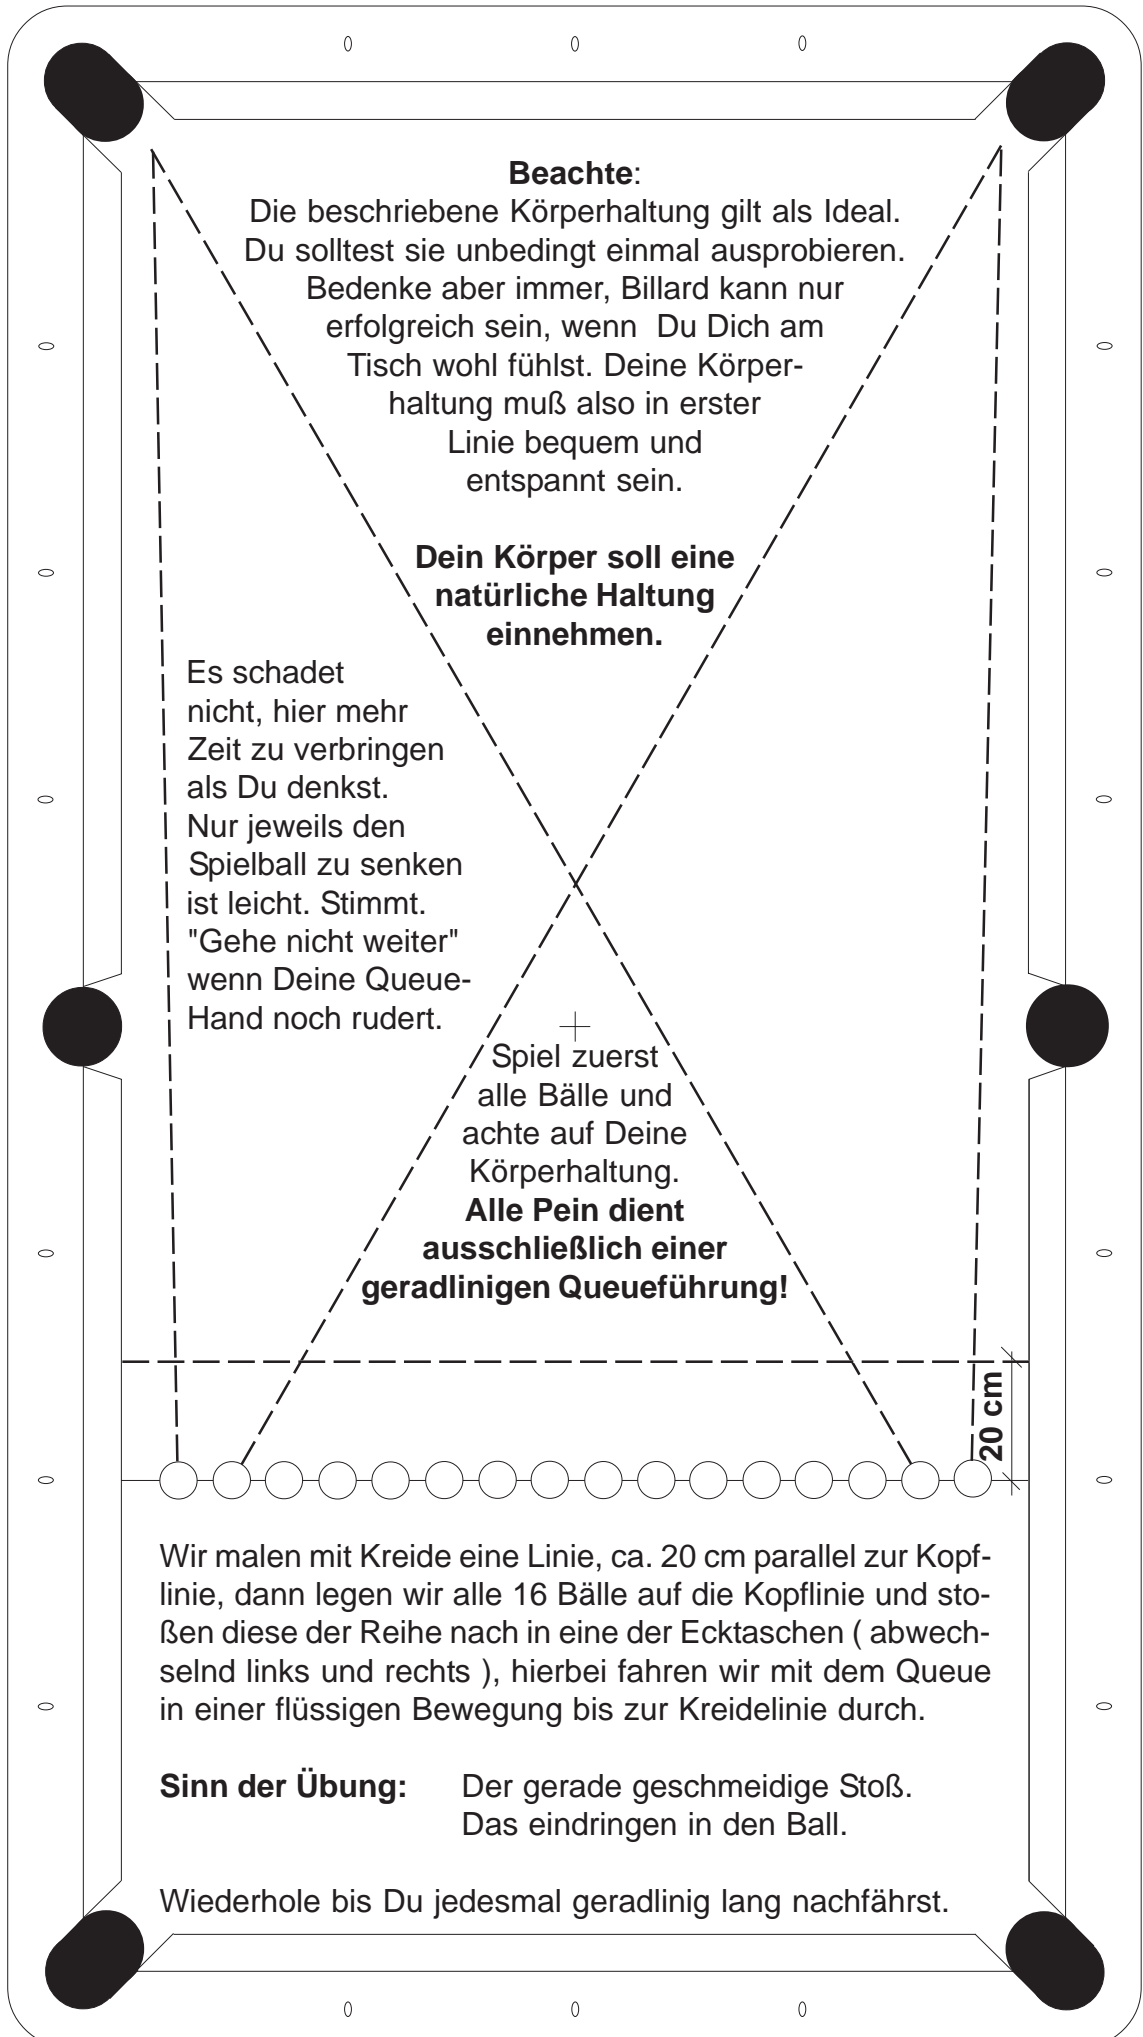 Beachte:
Die beschriebene Körperhaltung gilt als Ideal.
Du solltest sie unbedingt einmal ausprobieren.
Bedenke aber immer, Billard kann nur
erfolgreich sein, wenn Du Dich am
Tisch wohl fühlst. Deine Körper-
haltung muß also in erster
Linie bequem und
entspannt sein.
Dein Körper soll eine
natürliche Haltung
einnehmen.
Es schadet
nicht, hier mehr
Zeit zu verbringen
als Du denkst.
Nur jeweils den
Spielball zu senken
ist leicht. Stimmt.
"Gehe nicht weiter"
wenn Deine Queue-
Hand noch rudert.
Spiel zuerst
alle Bälle und
achte auf Deine
Körperhaltung.
Alle Pein dient
ausschließlich einer
geradlinigen Queueführung!
20 cm
Wir malen mit Kreide eine Linie, ca. 20 cm parallel zur Kopf-
linie, dann legen wir alle 16 Bälle auf die Kopflinie und sto-
ßen diese der Reihe nach in eine der Ecktaschen ( abwech-
selnd links und rechts ), hierbei fahren wir mit dem Queue
in einer flüssigen Bewegung bis zur Kreidelinie durch.
Sinn der Übung: Der gerade geschmeidige Stoß.
Das eindringen in den Ball.
Wiederhole bis Du jedesmal geradlinig lang nachfährst.